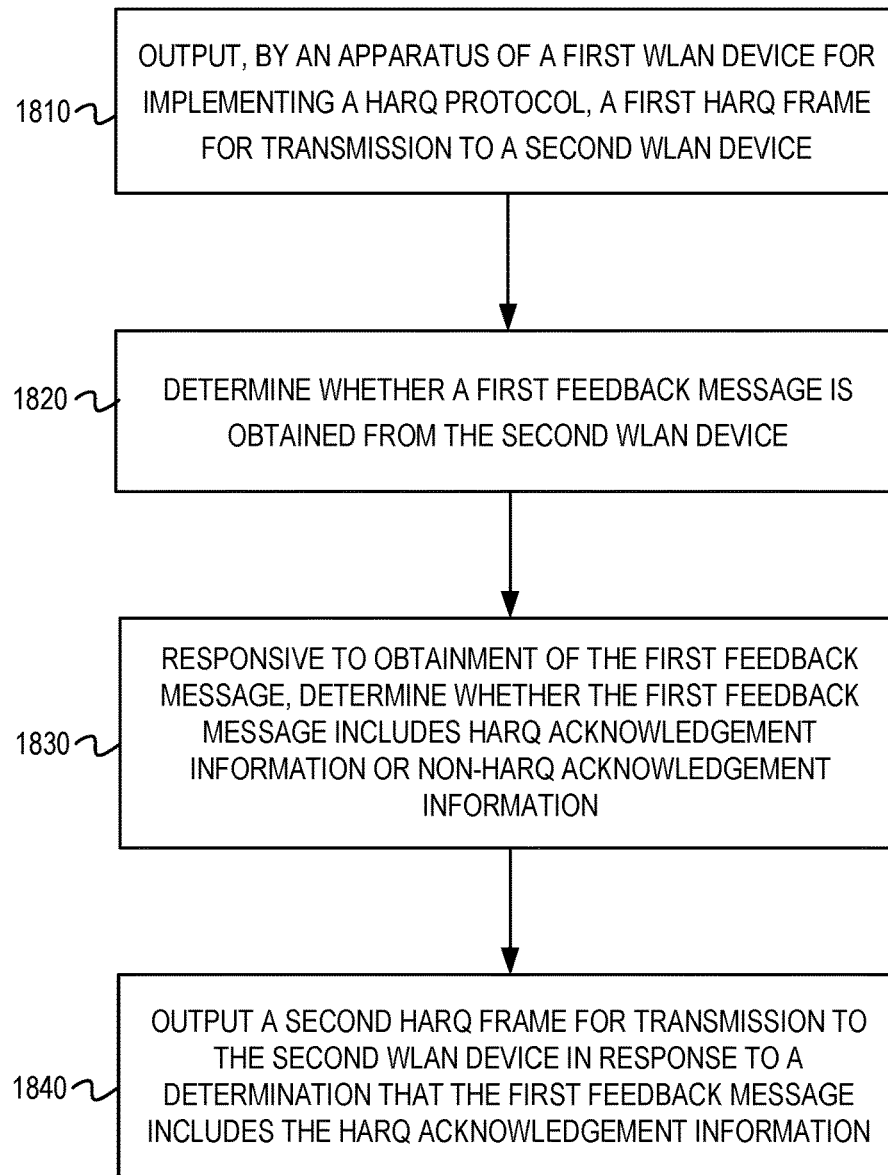 1810
OUTPUT, BY AN APPARATUS OF A FIRST WLAN DEVICE FOR
IMPLEMENTING A HARQ PROTOCOL, A FIRST HARQ FRAME
FOR TRANSMISSION TO A SECOND WLAN DEVICE
1820
DETERMINE WHETHER A FIRST FEEDBACK MESSAGE IS
OBTAINED FROM THE SECOND WLAN DEVICE
1830
RESPONSIVE TO OBTAINMENT OF THE FIRST FEEDBACK
MESSAGE, DETERMINE WHETHER THE FIRST FEEDBACK
MESSAGE INCLUDES HARQ ACKNOWLEDGEMENT
INFORMATION OR NON-HARQ ACKNOWLEDGEMENT
INFORMATION
1840
OUTPUT A SECOND HARQ FRAME FOR TRANSMISSION TO
THE SECOND WLAN DEVICE IN RESPONSE TO A
DETERMINATION THAT THE FIRST FEEDBACK MESSAGE
INCLUDES THE HARQ ACKNOWLEDGEMENT INFORMATION